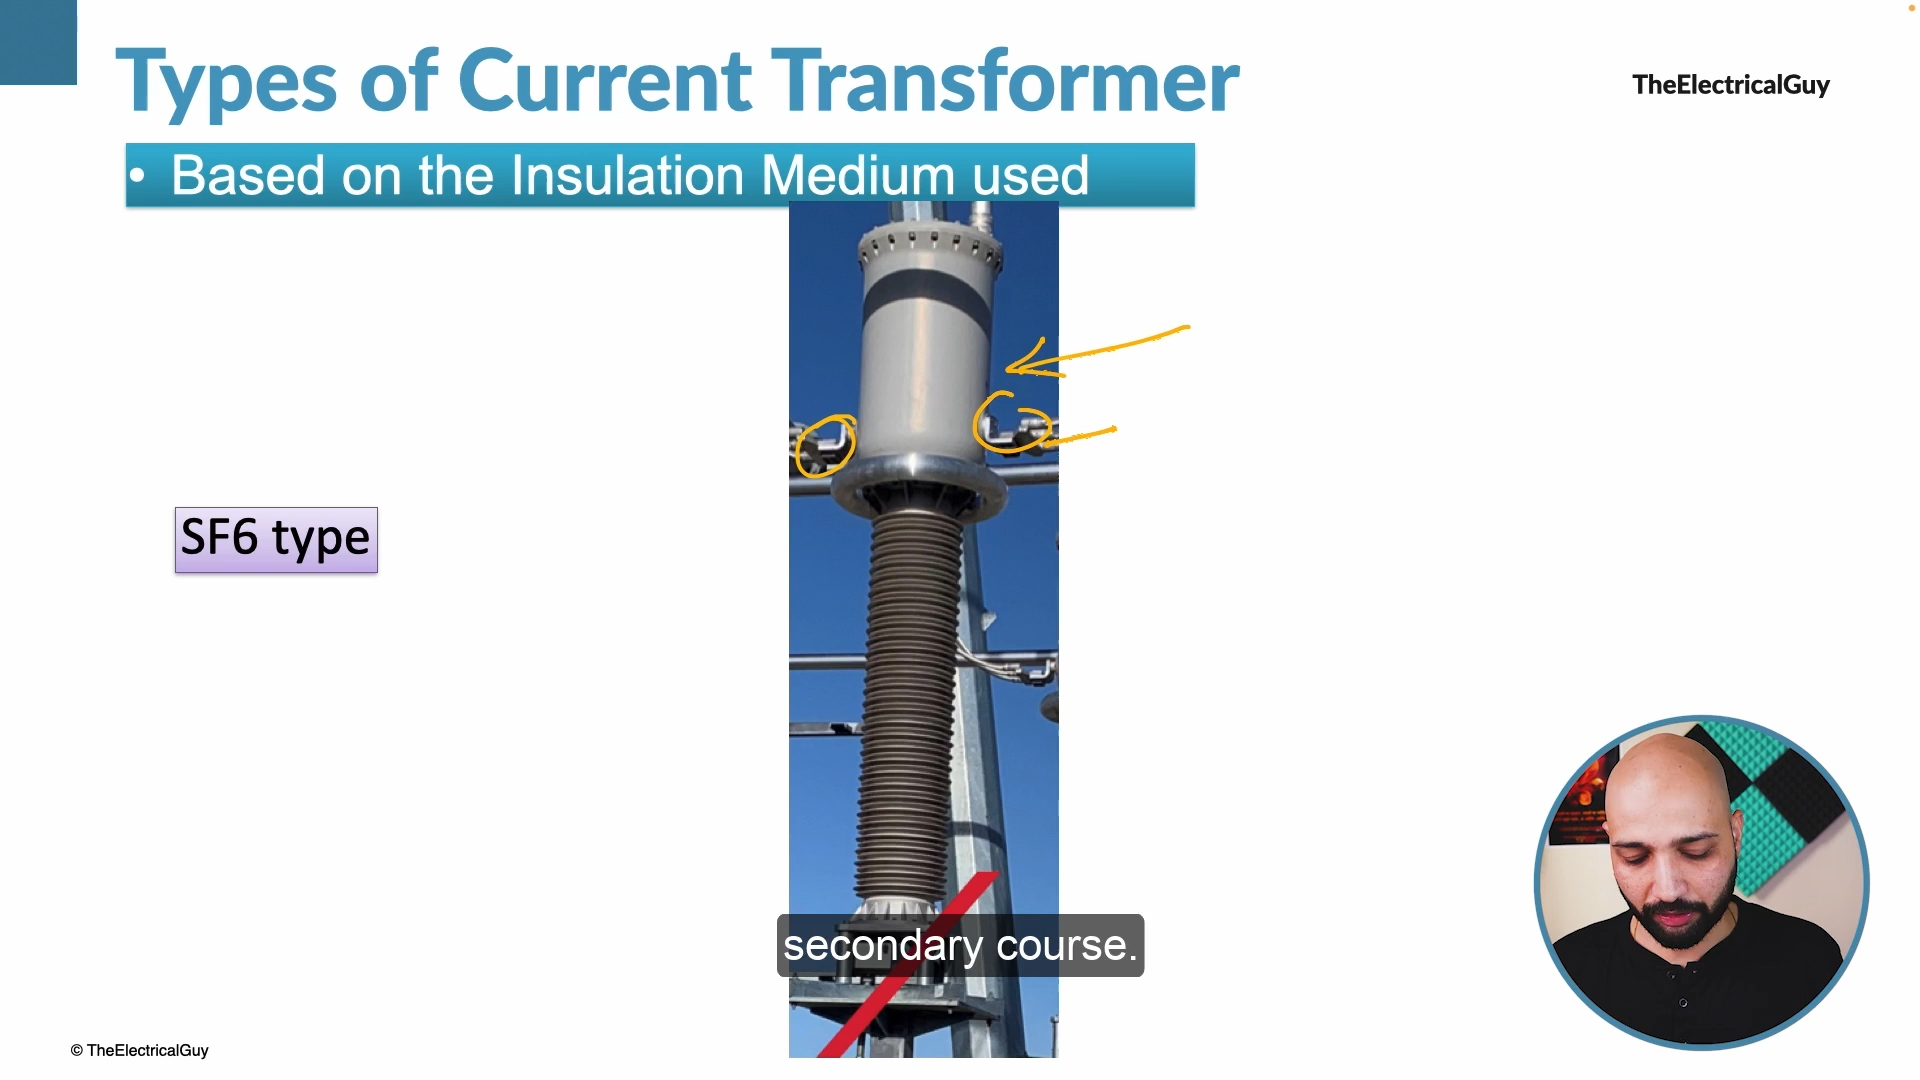 Types of Current Transformer
TheElectricalGuy
• Based on the Insulation Medium used
SF6 type
secondary course.
© TheElectricalGuy